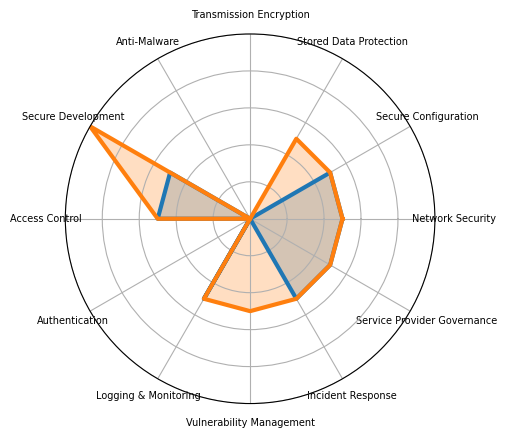 Transmission Encryption
Anti-Malware
Stored Data Protection
Secure Development
Secure Configuration
Access Control
Network Security
Authentication
Service Provider Governance
Logging & Monitoring
Incident Response
Vulnerability Management